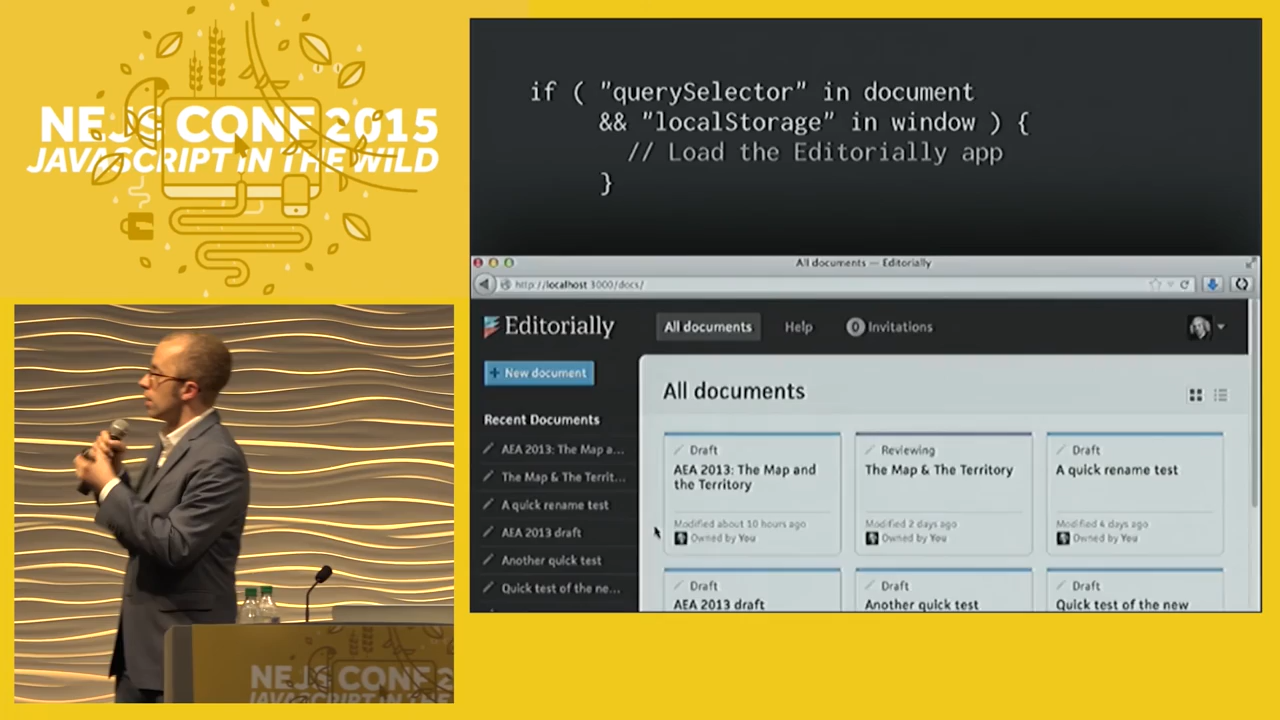 NEJS CONF 2015
JAVASCRIPT IN THE WILD
if ( "querySelector" in document
&& "localStorage" in window ) {
// Load the Editorially app
}
All documents — Editorially
http://localhost:3000/docs/
Editorially
All documents
Help
0 Invitations
+ New document
Recent Documents
AEA 2013: The Map a...
The Map & The Territ...
A quick rename test
AEA 2013 draft
Another quick test
Quick test of the ne...
All documents
Draft
AEA 2013: The Map and
the Territory
Modified about 10 hours ago
Owned by You
Reviewing
The Map & The Territory
Modified 2 days ago
Owned by You
Draft
A quick rename test
Modified 4 days ago
Owned by You
Draft
AEA 2013 draft
Draft
Another quick test
Draft
Quick test of the new
NEJS CONF 2
JAVASCRIPT IN THE